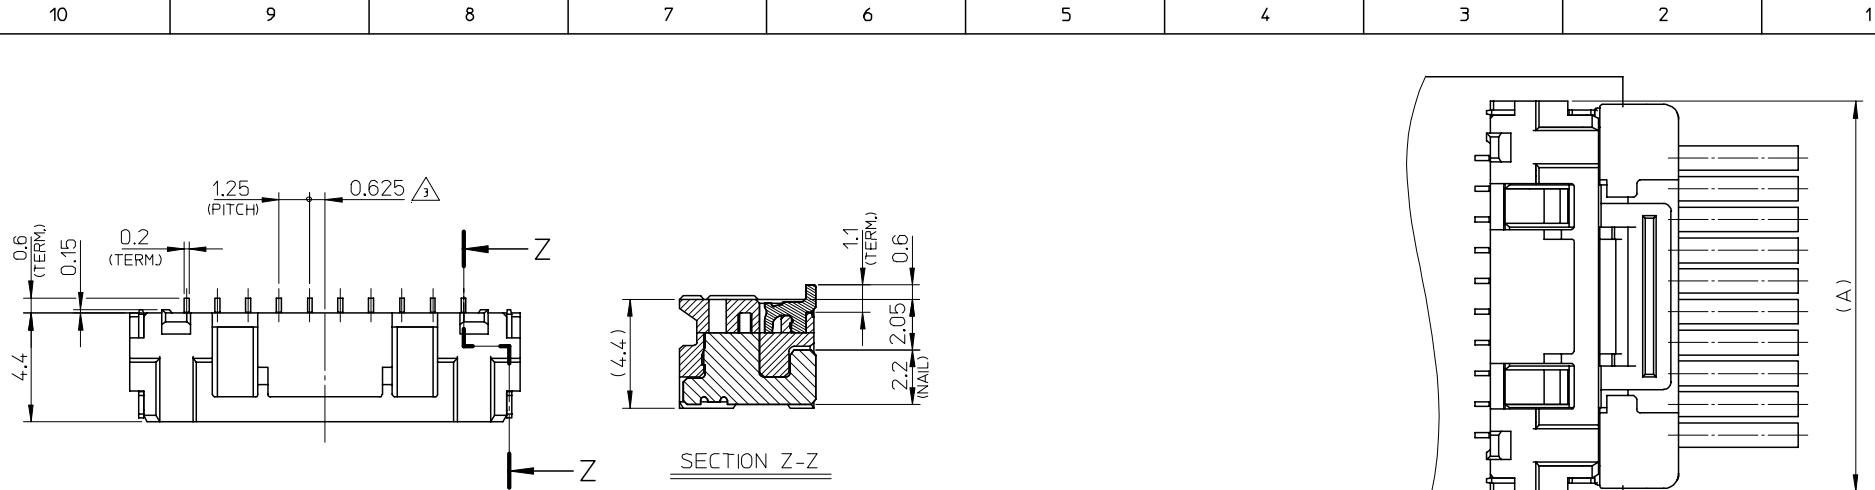 10 9 8 7 6 5 4 3 2 1
1.25
(PITCH)
0.625 3
0.6
(TERM.)
0.15
0.2
(TERM.)
Z
4.4
Z
(4.4)
1.1
(TERM.)
0.6
2.05
2.2
(NAIL)
SECTION Z-Z
(A)